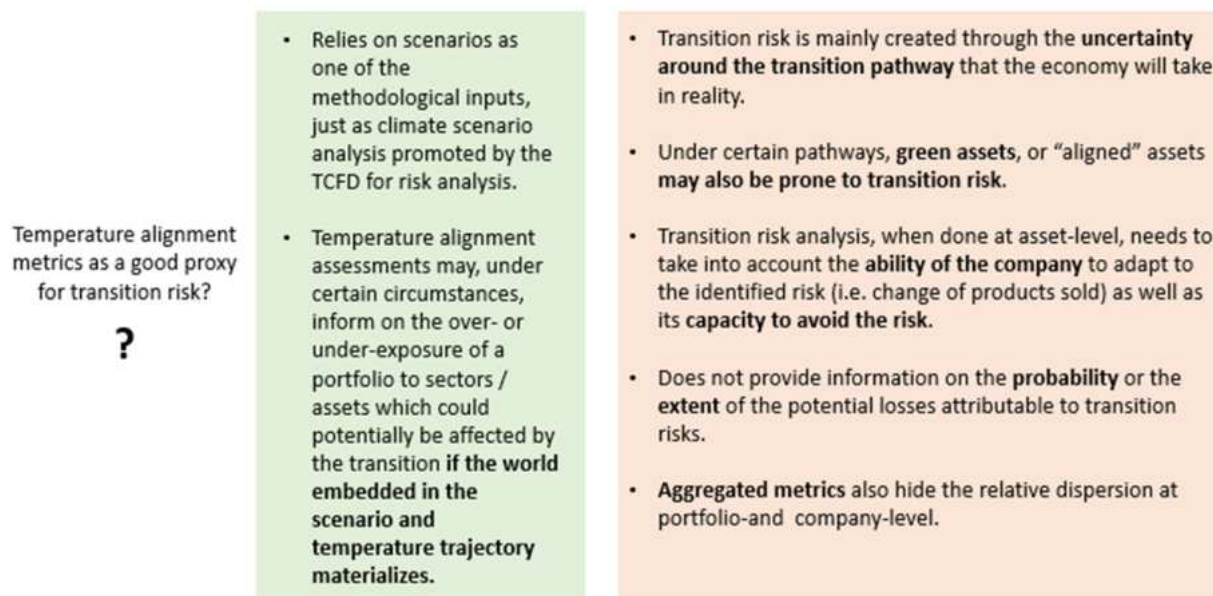 Temperature alignment
metrics as a good proxy
for transition risk?
?
• Relies on scenarios as
one of the
methodological inputs,
just as climate scenario
analysis promoted by the
TCFD for risk analysis.
• Temperature alignment
assessments may, under
certain circumstances,
inform on the over- or
under-exposure of a
portfolio to sectors /
assets which could
potentially be affected by
the transition if the world
embedded in the
scenario and
temperature trajectory
materializes.
• Transition risk is mainly created through the uncertainty
around the transition pathway that the economy will take
in reality.
• Under certain pathways, green assets, or “aligned” assets
may also be prone to transition risk.
• Transition risk analysis, when done at asset-level, needs to
take into account the ability of the company to adapt to
the identified risk (i.e. change of products sold) as well as
its capacity to avoid the risk.
• Does not provide information on the probability or the
extent of the potential losses attributable to transition
risks.
• Aggregated metrics also hide the relative dispersion at
portfolio-and company-level.